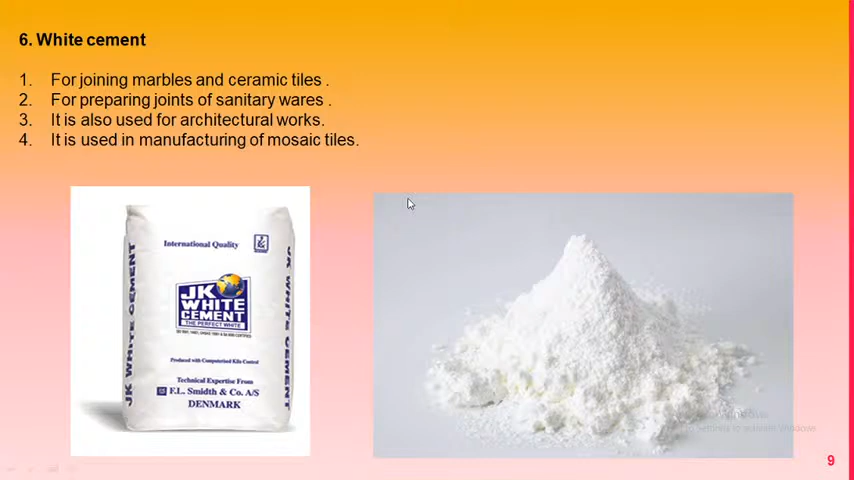 6. White cement
1. For joining marbles and ceramic tiles .
2. For preparing joints of sanitary wares .
3. It is also used for architectural works.
4. It is used in manufacturing of mosaic tiles.
International Quality
JK WHITE CEMENT
JK
WHITE
CEMENT
THE PERFECT WHITE
JK WHITE CEMENT
Produced with Computerised Kiln Control
Technical Expertise From
F.L. Smidth & Co. A/S
DENMARK
to activate Windows
9